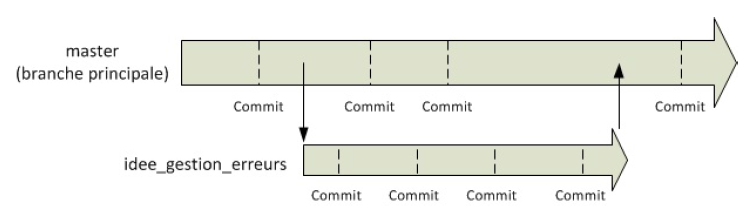 master
(branche principale)
Commit Commit Commit Commit
idee_gestion_erreurs
Commit Commit Commit Commit